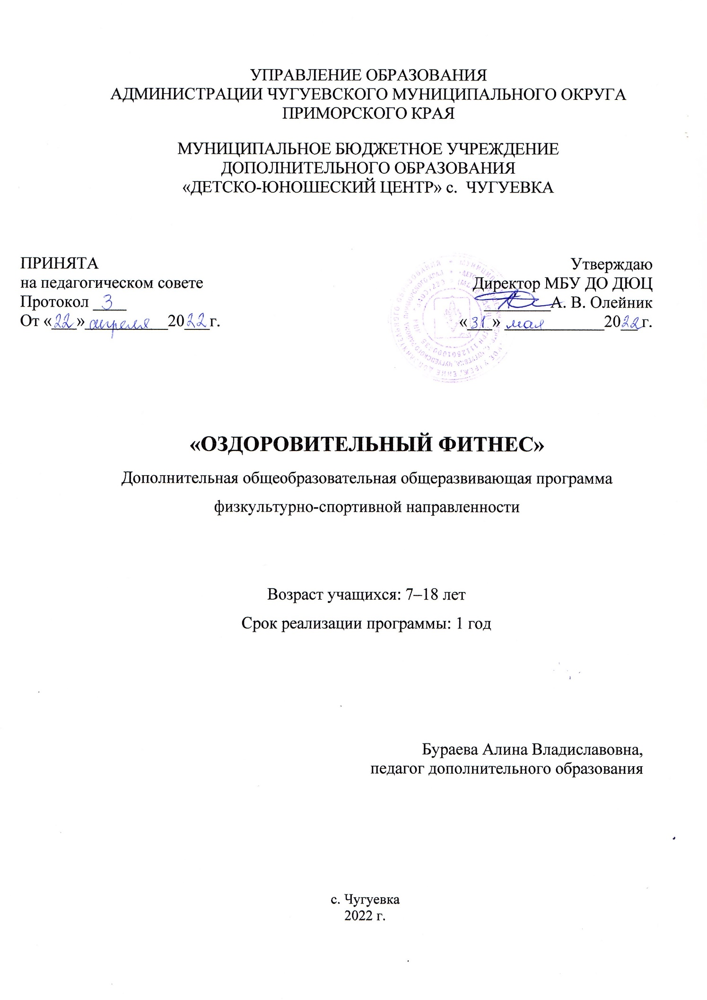 УПРАВЛЕНИЕ ОБРАЗОВАНИЯ
АДМИНИСТРАЦИИ ЧУГУЕВСКОГО МУНИЦИПАЛЬНОГО ОКРУГА
ПРИМОРСКОГО КРАЯ
МУНИЦИПАЛЬНОЕ БЮДЖЕТНОЕ УЧРЕЖДЕНИЕ
ДОПОЛНИТЕЛЬНОГО ОБРАЗОВАНИЯ
«ДЕТСКО-ЮНОШЕСКИЙ ЦЕНТР» с. ЧУГУЕВКА
ПРИНЯТА
на педагогическом совете
Протокол 3
От «22» апреля 2022 г.
Утверждаю
Директор МБУ ДО ДЮЦ
А. В. Олейник
«31» мая 2022 г.
«ОЗДОРОВИТЕЛЬНЫЙ ФИТНЕС»
Дополнительная общеобразовательная общеразвивающая программа
физкультурно-спортивной направленности
Возраст учащихся: 7–18 лет
Срок реализации программы: 1 год
Бураева Алина Владиславовна,
педагог дополнительного образования
с. Чугуевка
2022 г.